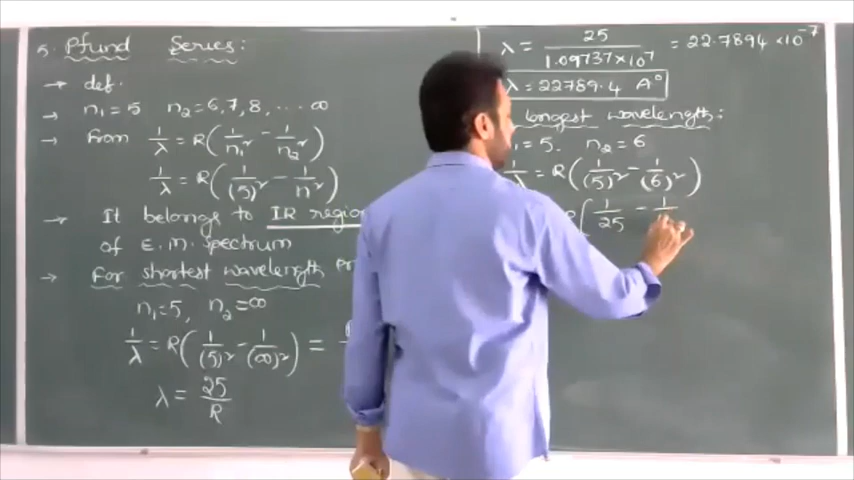 5. Pfund Series:
→ def.
→ n₁=5 n₂=6,7,8, .... ∞
→ From 1/λ = R(1/n₁² - 1/n₂²)
1/λ = R(1/(5)² - 1/n²)
→ It belongs to IR region
of E.M. spectrum
→ For shortest wavelength
n₁=5, n₂=∞
1/λ = R(1/(5)² - 1/(∞)²) =
λ = 25/R
λ = 25/1.09737×10⁷ = 22.7894 ×10⁻⁷
λ = 22789.4 A°
longest wavelength:
=5. n₂=6
1/λ = R(1/(5)² - 1/(6)²)
(1/25 - 1/